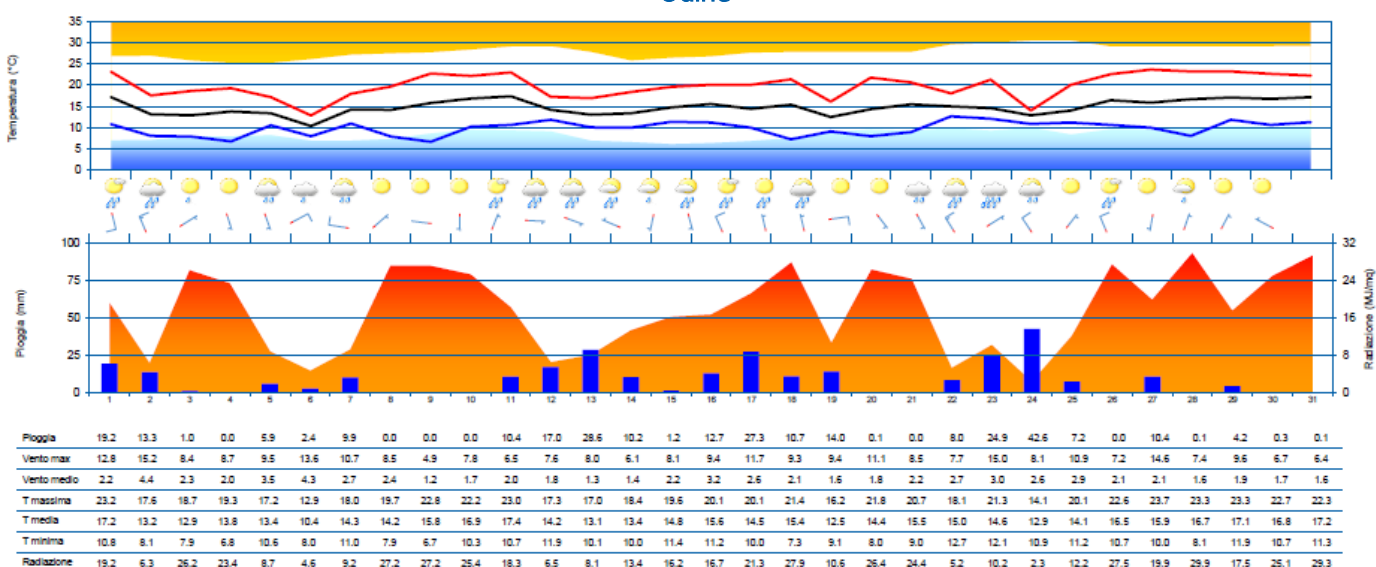 35
30
25
20
15
10
5
0
Temperatura (°C)
100
75
50
25
0
Pioggia (mm)
32
24
16
8
0
Radiazione (MJ/mq)
1 2 3 4 5 6 7 8 9 10 11 12 13 14 15 16 17 18 19 20 21 22 23 24 25 26 27 28 29 30 31
Pioggia 19.2 13.3 1.0 0.0 5.9 2.4 9.9 0.0 0.0 0.0 10.4 17.0 28.6 10.2 1.2 12.7 27.3 10.7 14.0 0.1 0.0 8.0 24.9 42.6 7.2 0.0 10.4 0.1 4.2 0.3 0.1
Vento max 12.8 15.2 8.4 8.7 9.5 13.6 10.7 8.5 4.9 7.8 6.5 7.6 8.0 6.1 8.1 9.4 11.7 9.3 9.4 11.1 8.5 7.7 15.0 8.1 10.9 7.2 14.6 7.4 9.6 6.7 6.4
Vento medio 2.2 4.4 2.3 2.0 3.5 4.3 2.7 2.4 1.2 1.7 2.0 1.8 1.3 1.4 2.2 3.2 2.6 2.1 1.6 1.8 2.2 2.7 3.0 2.6 2.9 2.1 2.1 1.6 1.9 1.7 1.6
T massima 23.2 17.6 18.7 19.3 17.2 12.9 18.0 19.7 22.8 22.2 23.0 17.3 17.0 18.4 19.6 20.1 20.1 21.4 16.2 21.8 20.7 18.1 21.3 14.1 20.1 22.6 23.7 23.3 23.3 22.7 22.3
T media 17.2 13.2 12.9 13.8 13.4 10.4 14.3 14.2 15.8 16.9 17.4 14.2 13.1 13.4 14.8 15.6 14.5 15.4 12.5 14.4 15.5 15.0 14.6 12.9 14.1 16.5 15.9 16.7 17.1 16.8 17.2
T minima 10.8 8.1 7.9 6.8 10.6 8.0 11.0 7.9 6.7 10.3 10.7 11.9 10.1 10.0 11.4 11.2 10.0 7.3 9.1 8.0 9.0 12.7 12.1 10.9 11.2 10.7 10.0 8.1 11.9 10.7 11.3
Radiazione 19.2 6.3 26.2 23.4 8.7 4.6 9.2 27.2 27.2 25.4 18.3 6.5 8.1 13.4 16.2 16.7 21.3 27.9 10.6 26.4 24.4 5.2 10.2 2.3 12.2 27.5 19.9 29.9 17.5 25.1 29.3